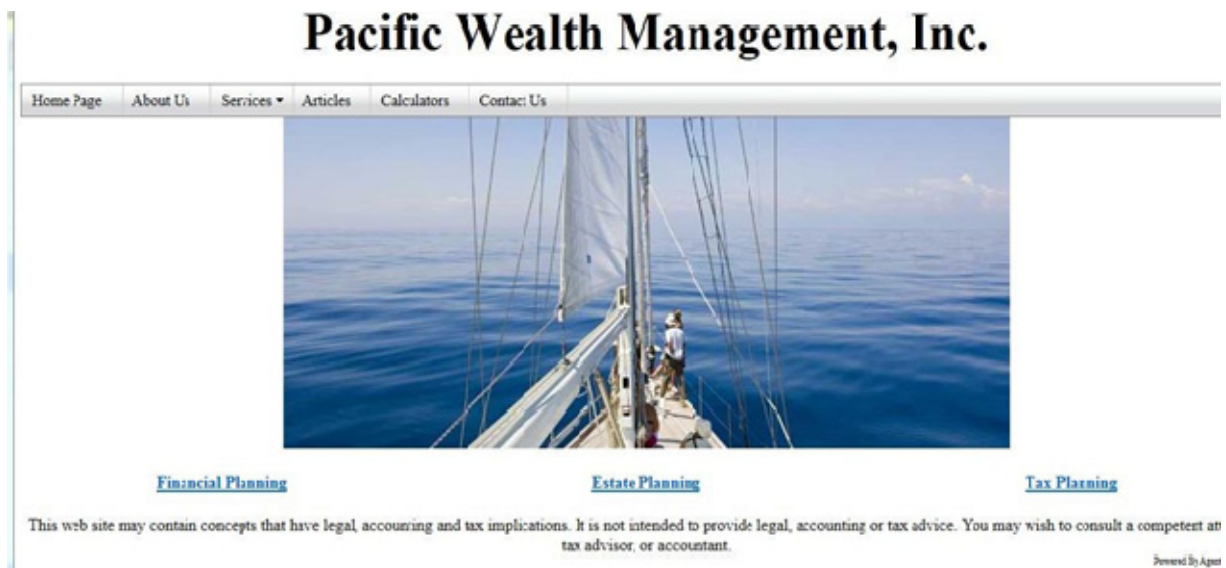 Pacific Wealth Management, Inc.
Home Page About Us Services Articles Calculators Contact Us
Financial Planning Estate Planning Tax Planning
This web site may contain concepts that have legal, accounting and tax implications. It is not intended to provide legal, accounting or tax advice. You may wish to consult a competent
tax advisor, or accountant.
Powered By